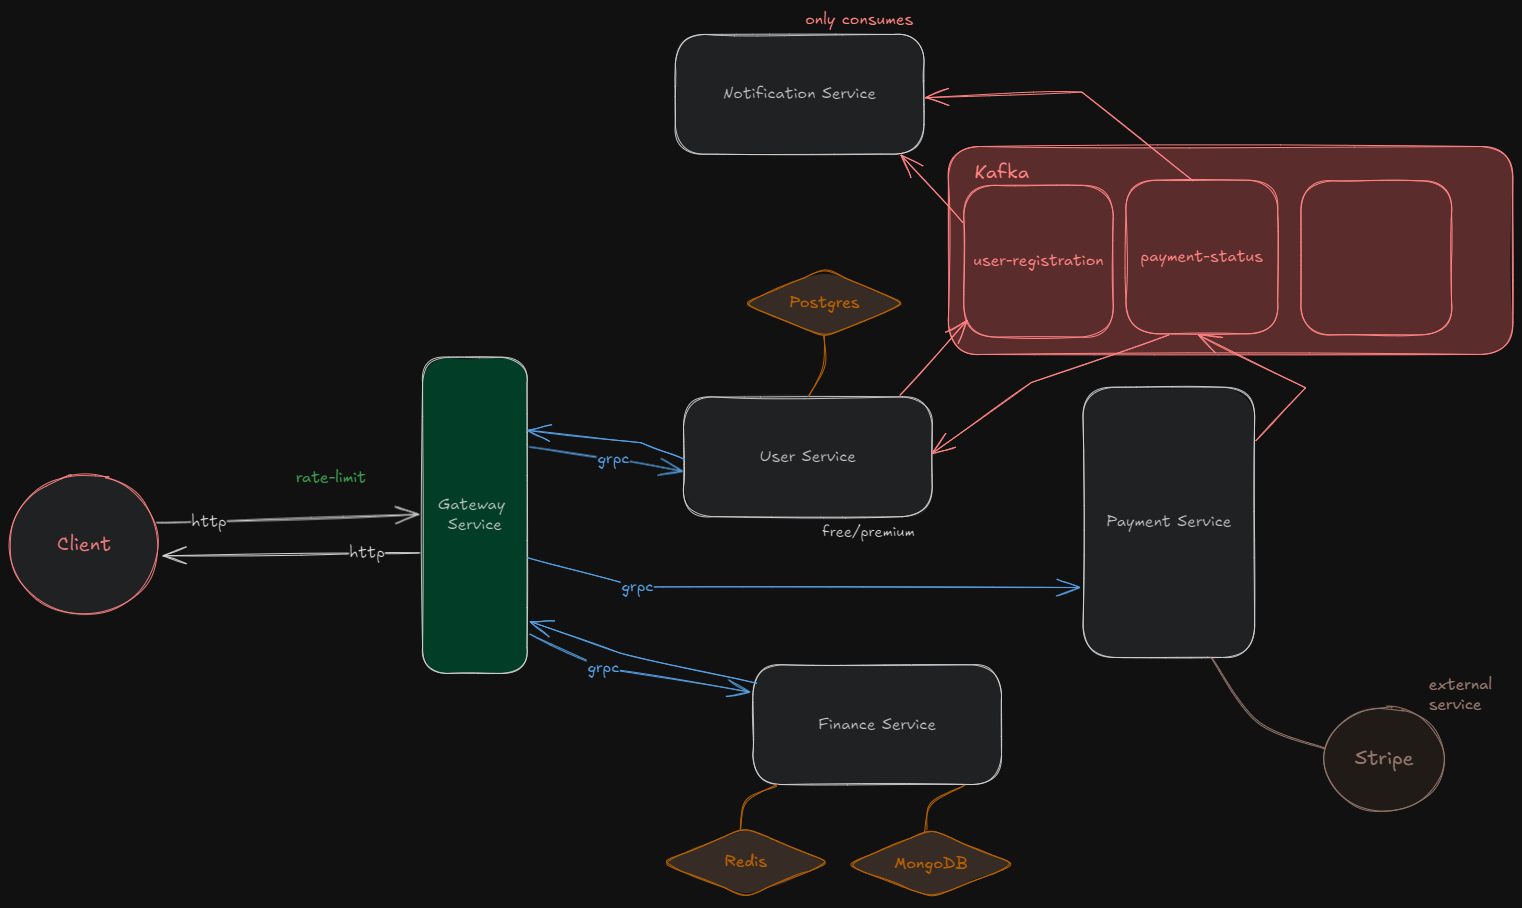 only consumes
Notification Service
Kafka
user-registration
payment-status
Postgres
Gateway
Service
grpc
User Service
free/premium
rate-limit
http
http
Client
Payment Service
grpc
grpc
Finance Service
external
service
Stripe
Redis
MongoDB